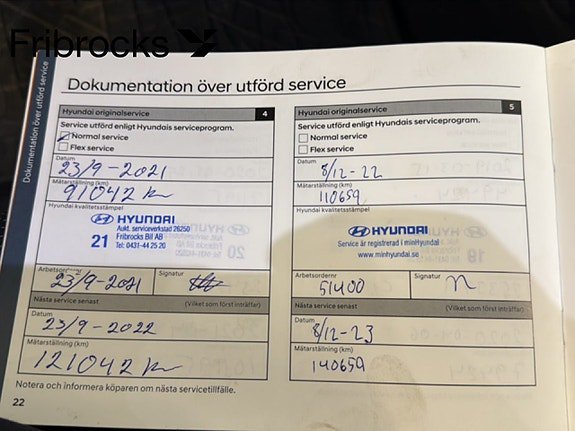 Fribrocks
Dokumentation över utförd service
Dokumentation över utförd service
Hyundai originalservice 4
Service utförd enligt Hyundais serviceprogram.
Normal service
Flex service
Datum
23/9-2021
Mätarställning (km)
91042 km
Hyundai kvalitetsstämpel
HYUNDAI
Aukt. serviceverkstad 26250
21 Fribrocks Bil AB
Tel: 0431-44 25 20
Arbetsordernr Signatur
23/9-2021
Nästa service senast (Vilket som först inträffar)
Datum
23/9-2022
Mätarställning (km)
121042 km
Hyundai originalservice 5
Service utförd enligt Hyundais serviceprogram.
Normal service
Flex service
Datum
8/12-22
Mätarställning (km)
110659
Hyundai kvalitetsstämpel
HYUNDAI
Service är registrerad i minHyundai
www.minhyundai.se
Arbetsordernr Signatur
51400
Nästa service senast (Vilket som först inträffar)
Datum
8/12-23
Mätarställning (km)
140659
Notera och informera köparen om nästa servicetillfälle.
22